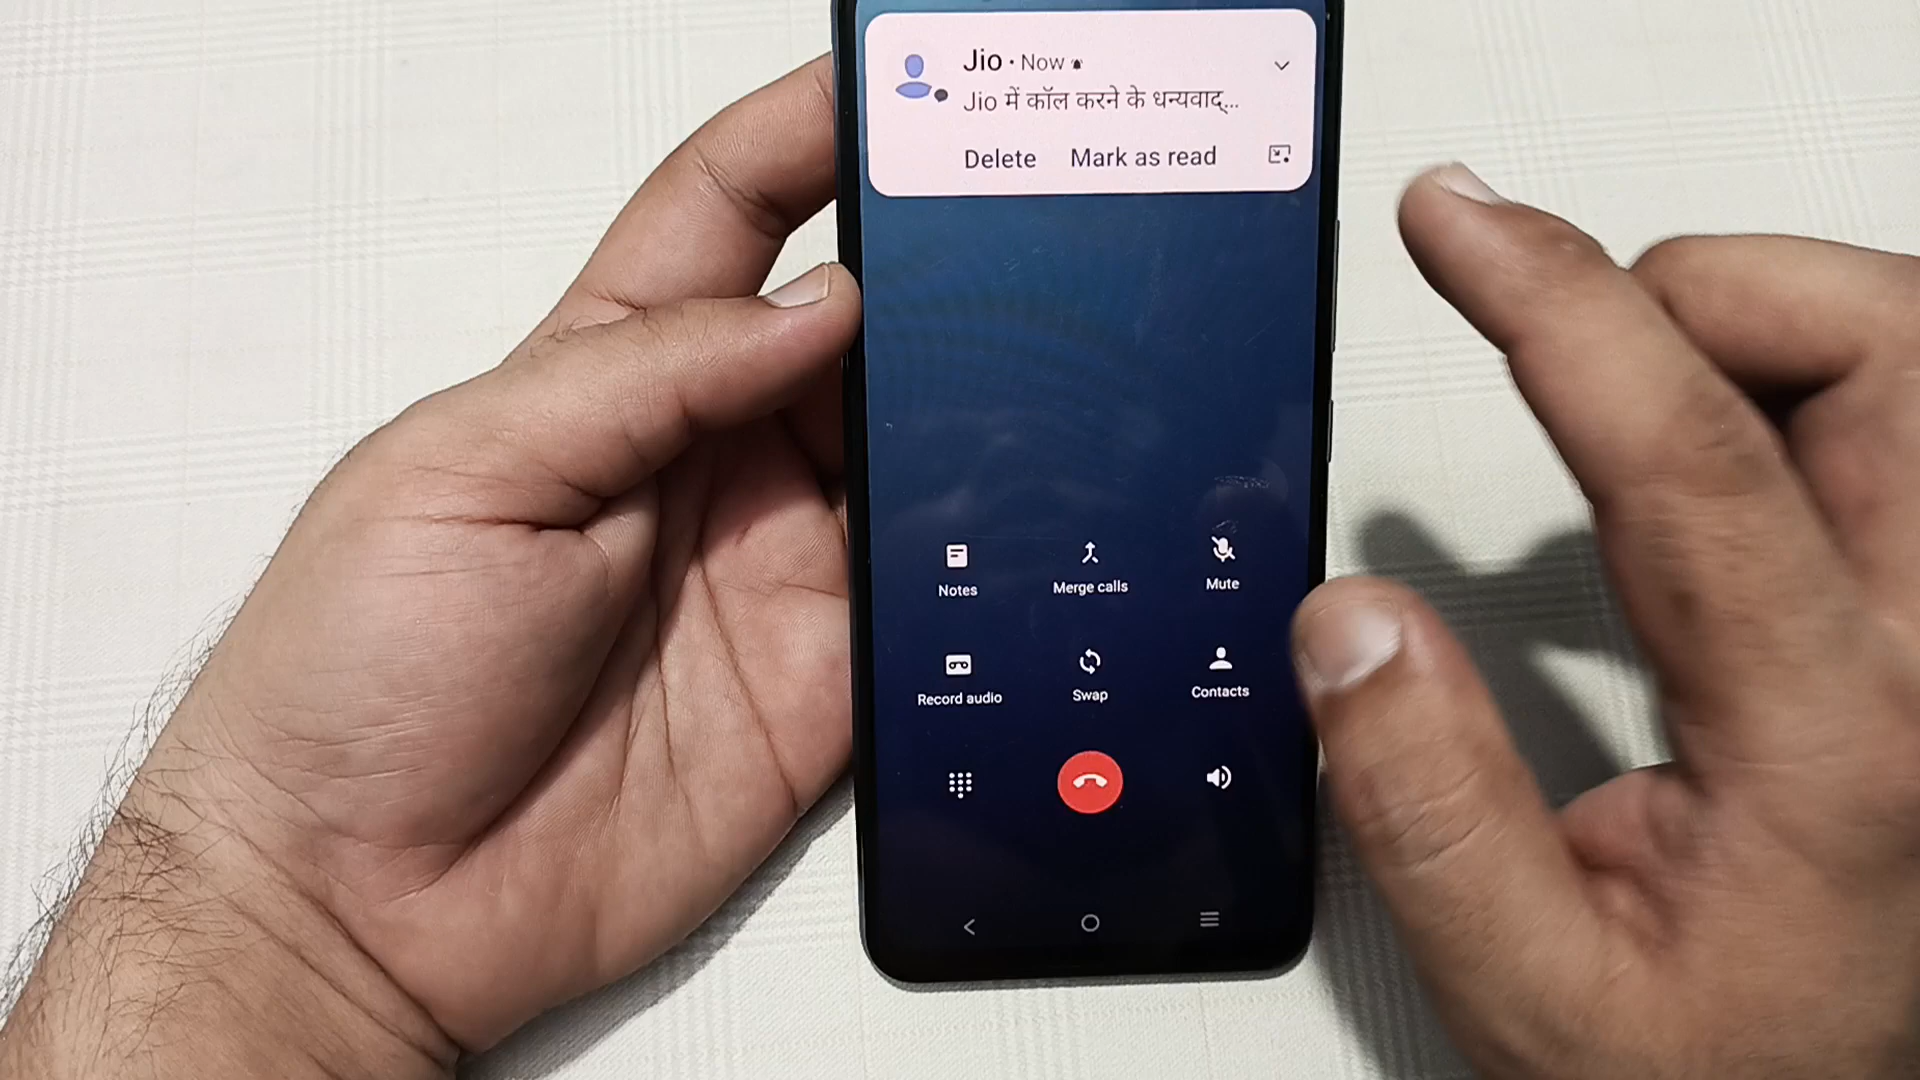 Jio · Now
Jio में कॉल करने के धन्यवाद्...
Delete Mark as read
Notes Merge calls Mute
Record audio Swap Contacts